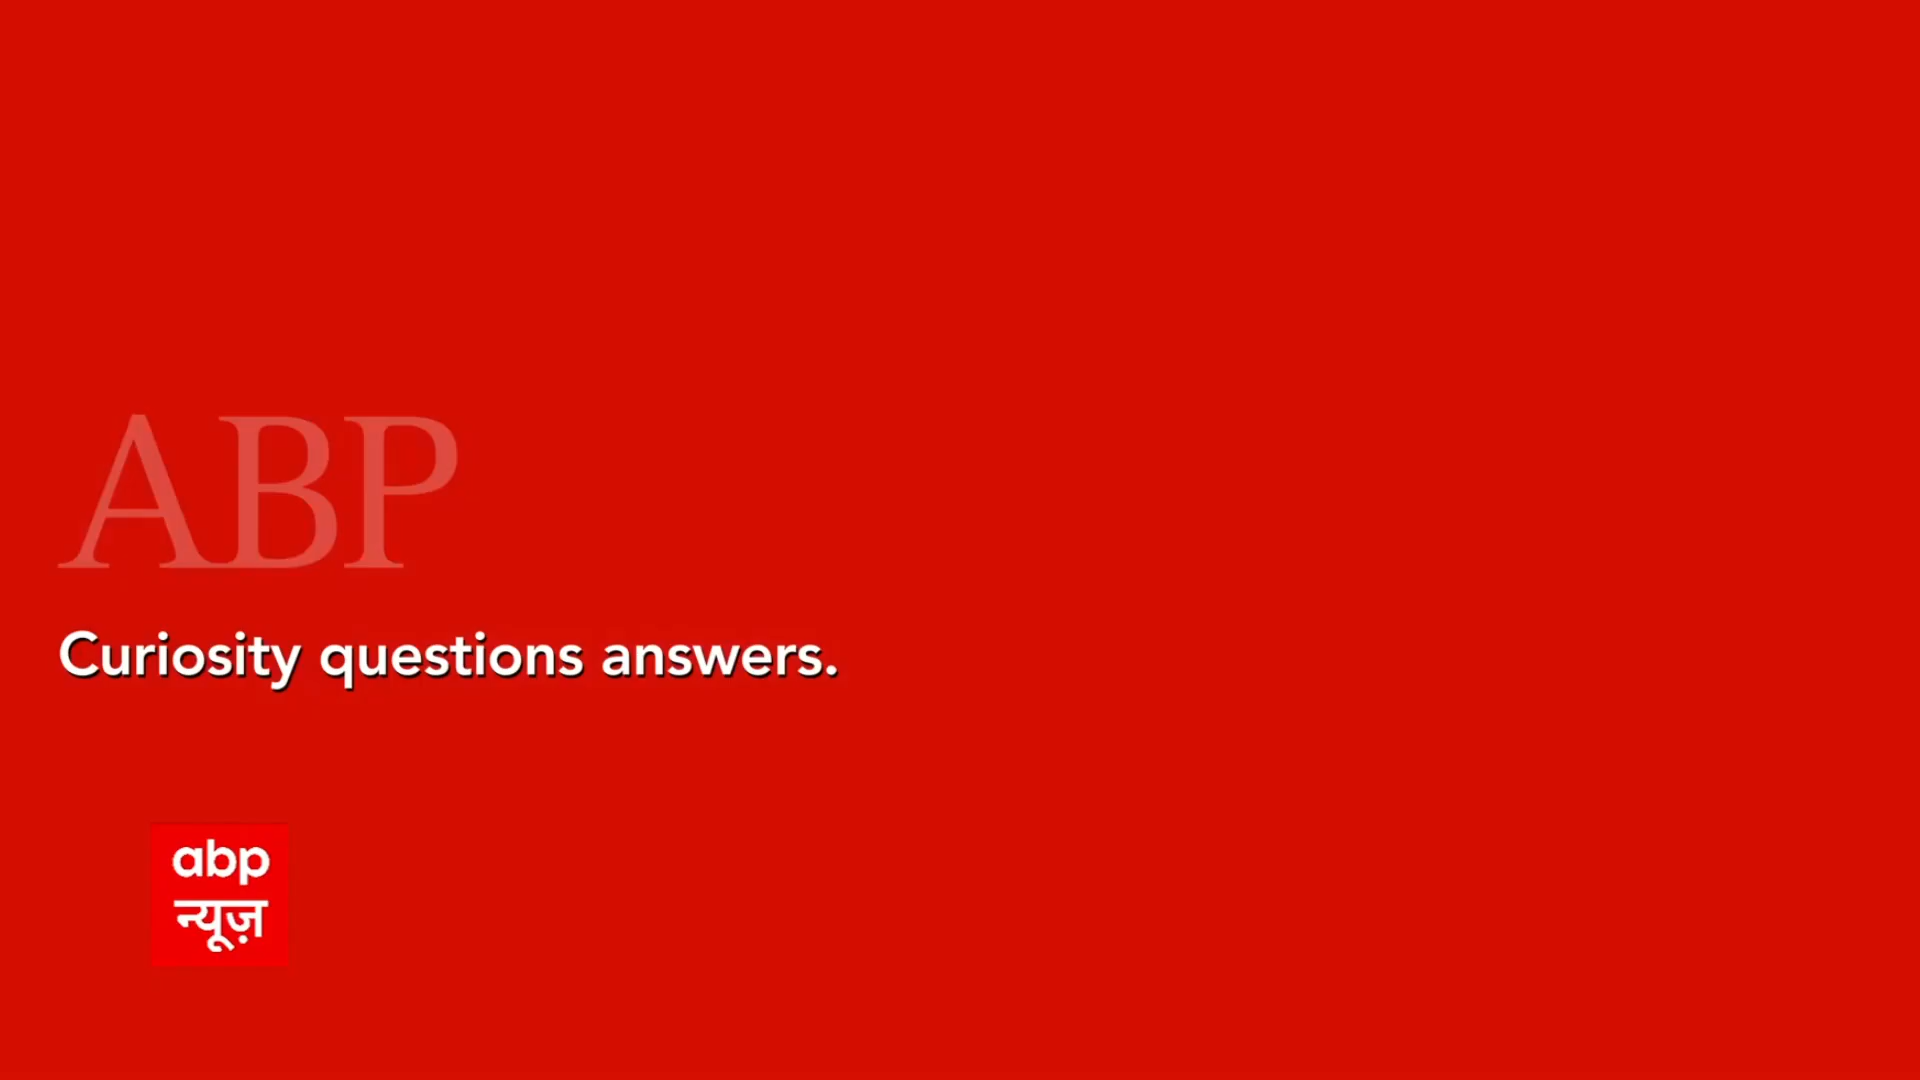 ABP
Curiosity questions answers.
abp
न्यूज़